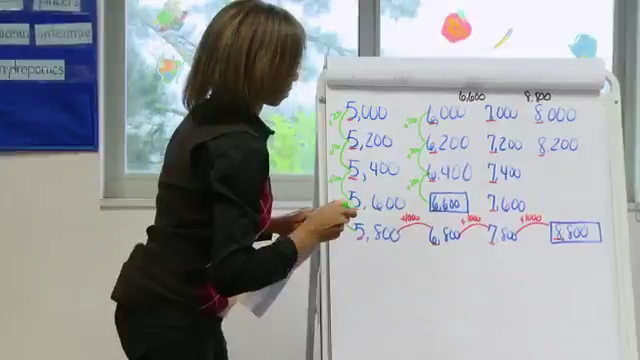 pincers
intestine
hydroponics
6,600 8,800
5,000 6,000 7,000 8,000
5,200 6,200 7,200 8,200
5,400 6,400 7,400
5,600 6,600 7,600
+1000 +1000 +1000
5,800 6,800 7,800 8,800